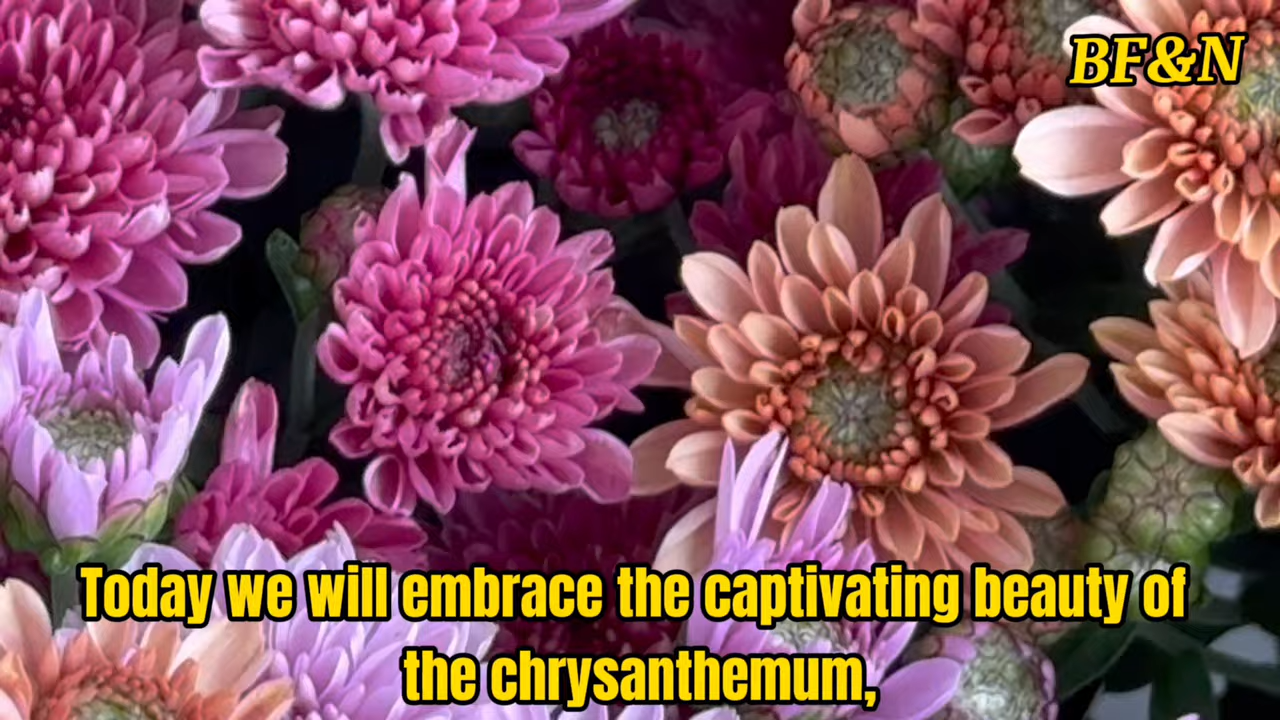 BF&N
Today we will embrace the captivating beauty of
the chrysanthemum,